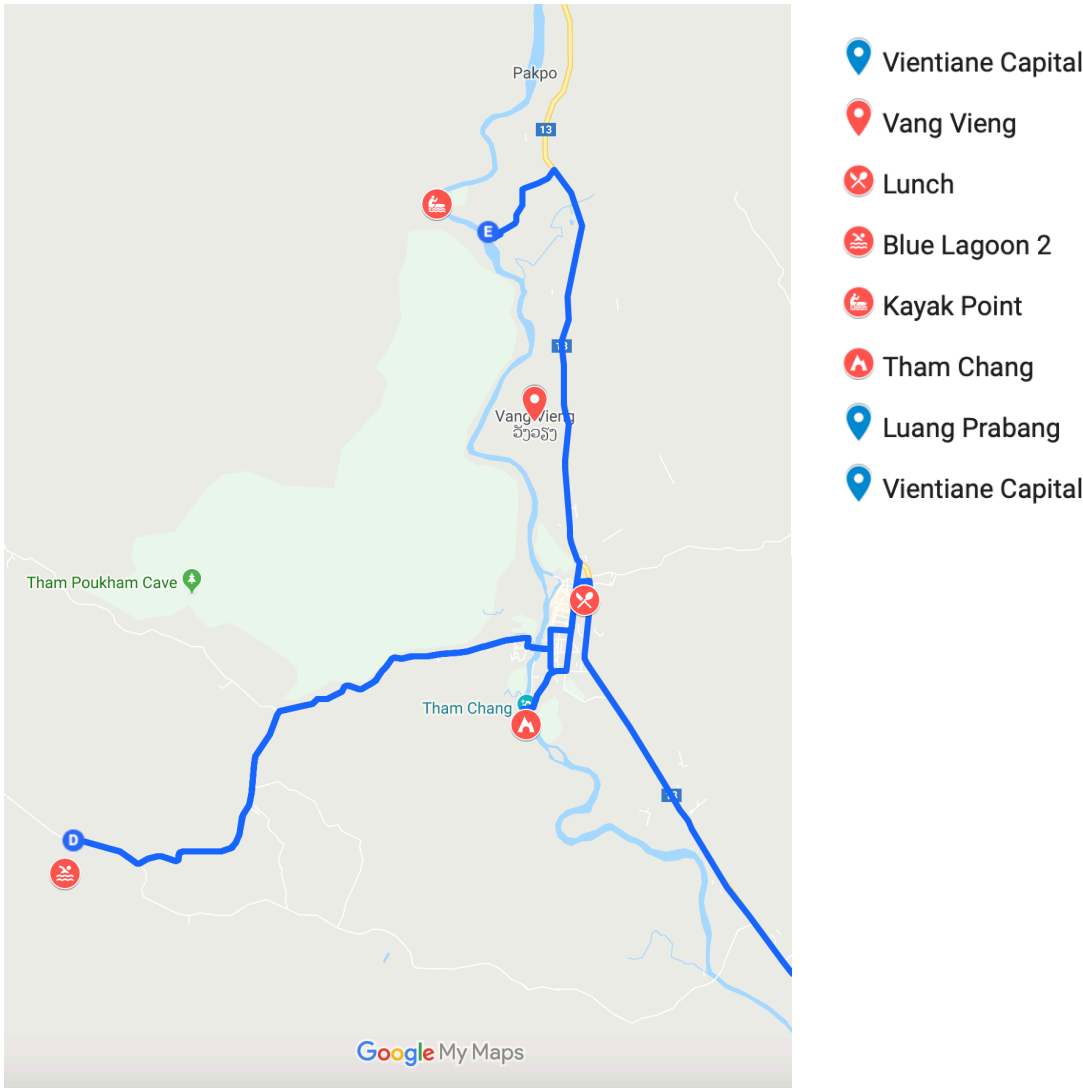 Pakpo
13
E
13
Vang Vieng
ວັງວຽງ
Tham Poukham Cave
Tham Chang
13
D
Google My Maps
Vientiane Capital
Vang Vieng
Lunch
Blue Lagoon 2
Kayak Point
Tham Chang
Luang Prabang
Vientiane Capital